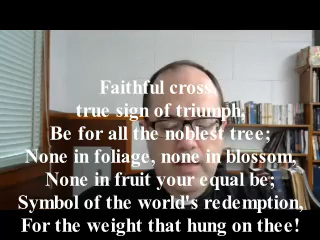 Faithful cross,
true sign of triumph,
Be for all the noblest tree;
None in foliage, none in blossom,
None in fruit your equal be;
Symbol of the world's redemption,
For the weight that hung on thee!